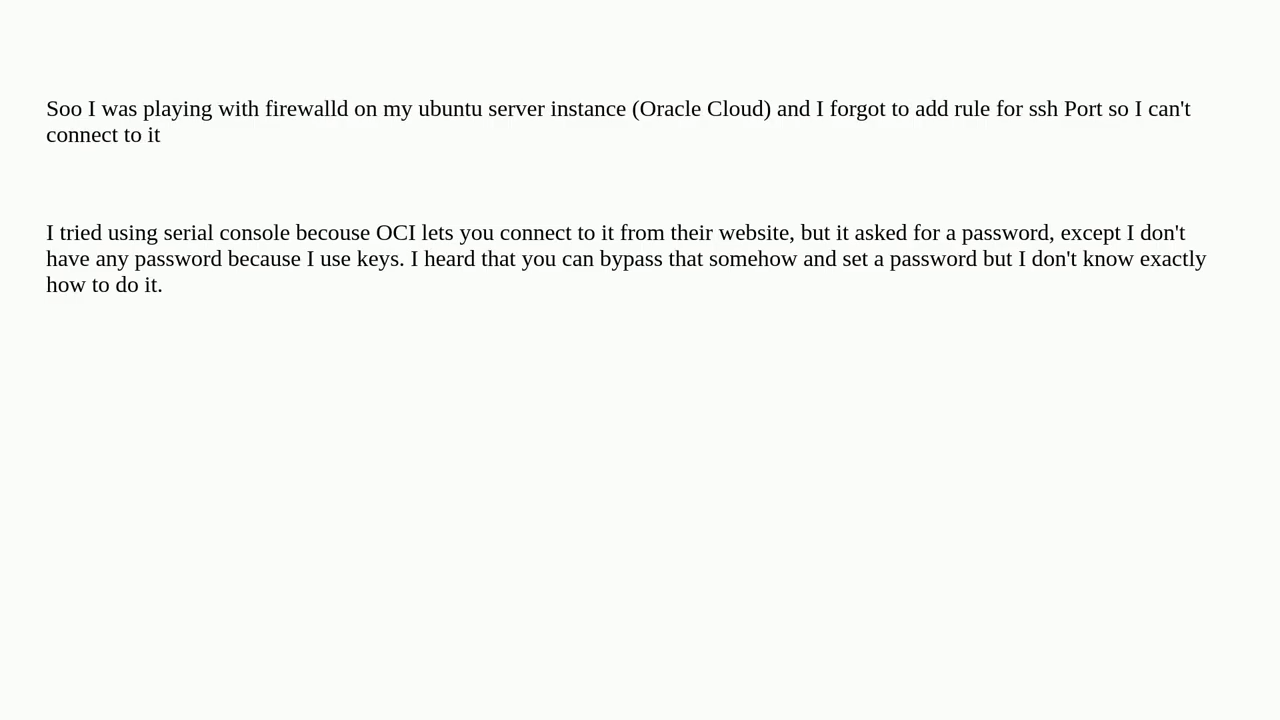 Soo I was playing with firewalld on my ubuntu server instance (Oracle Cloud) and I forgot to add rule for ssh Port so I can't
connect to it
I tried using serial console becouse OCI lets you connect to it from their website, but it asked for a password, except I don't
have any password because I use keys. I heard that you can bypass that somehow and set a password but I don't know exactly
how to do it.